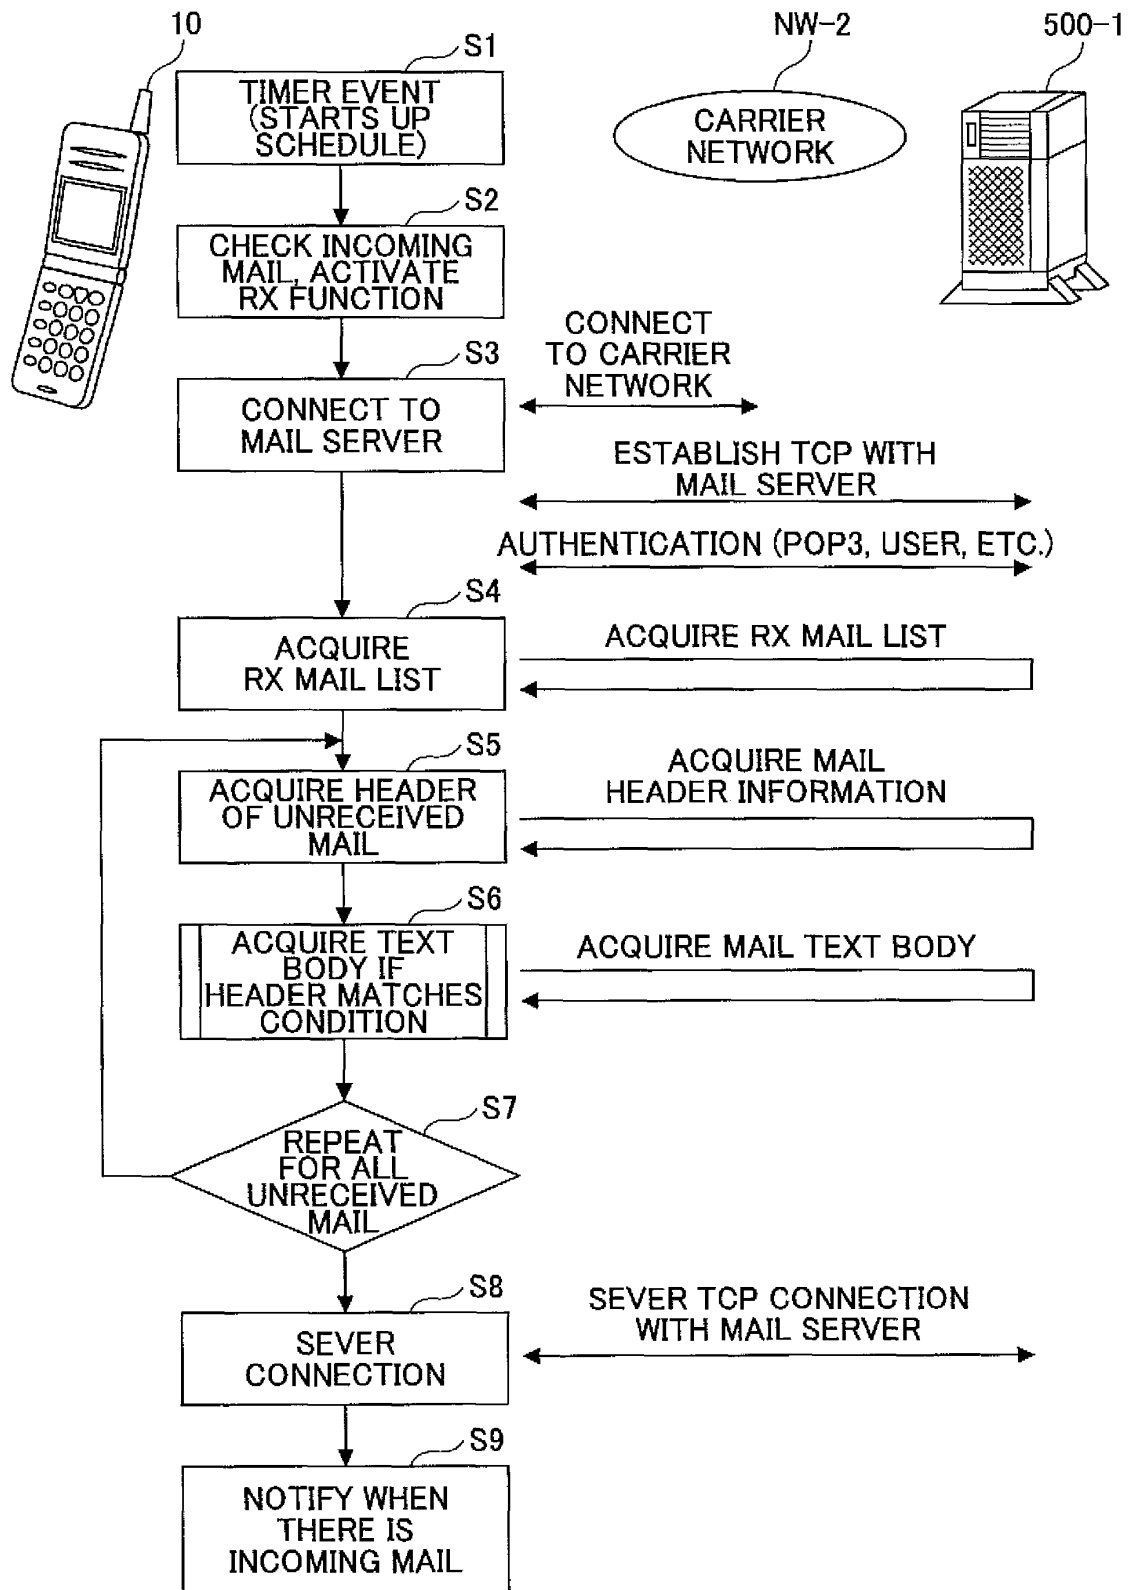 10
S1
NW-2
500-1
TIMER EVENT
(STARTS UP
SCHEDULE)
CARRIER
NETWORK
S2
CHECK INCOMING
MAIL, ACTIVATE
RX FUNCTION
CONNECT
TO CARRIER
NETWORK
S3
CONNECT TO
MAIL SERVER
ESTABLISH TCP WITH
MAIL SERVER
AUTHENTICATION (POP3, USER, ETC.)
S4
ACQUIRE
RX MAIL LIST
ACQUIRE RX MAIL LIST
S5
ACQUIRE HEADER
OF UNRECEIVED
MAIL
ACQUIRE MAIL
HEADER INFORMATION
S6
ACQUIRE TEXT
BODY IF
HEADER MATCHES
CONDITION
ACQUIRE MAIL TEXT BODY
S7
REPEAT
FOR ALL
UNRECEIVED
MAIL
S8
SEVER
CONNECTION
SEVER TCP CONNECTION
WITH MAIL SERVER
S9
NOTIFY WHEN
THERE IS
INCOMING MAIL